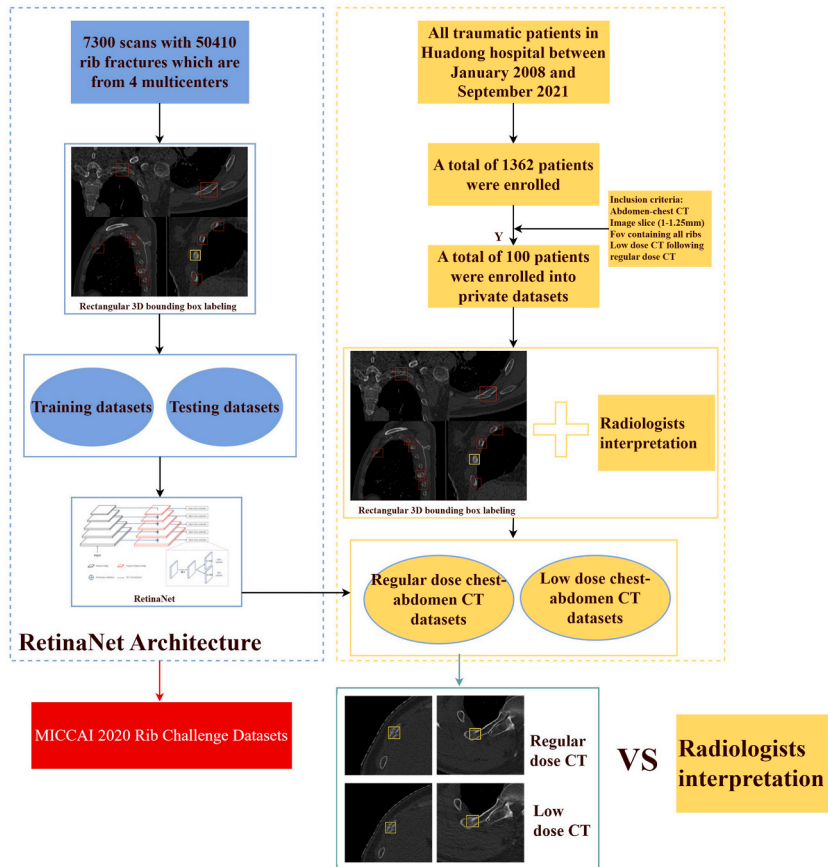 7300 scans with 50410
rib fractures which are
from 4 multicenters
Rectangular 3D bounding box labeling
Training datasets
Testing datasets
RetinaNet
RetinaNet Architecture
MICCAI 2020 Rib Challenge Datasets
All traumatic patients in
Huadong hospital between
January 2008 and
September 2021
A total of 1362 patients
were enrolled
Inclusion criteria:
Abdomen-chest CT
Image slice (1-1.25mm)
Fov containing all ribs
Low dose CT following
regular dose CT
Y
A total of 100 patients
were enrolled into
private datasets
Radiologists
interpretation
Rectangular 3D bounding box labeling
Regular dose chest-
abdomen CT
datasets
Low dose chest-
abdomen CT
datasets
Regular
dose CT
Low
dose CT
VS
Radiologists
interpretation